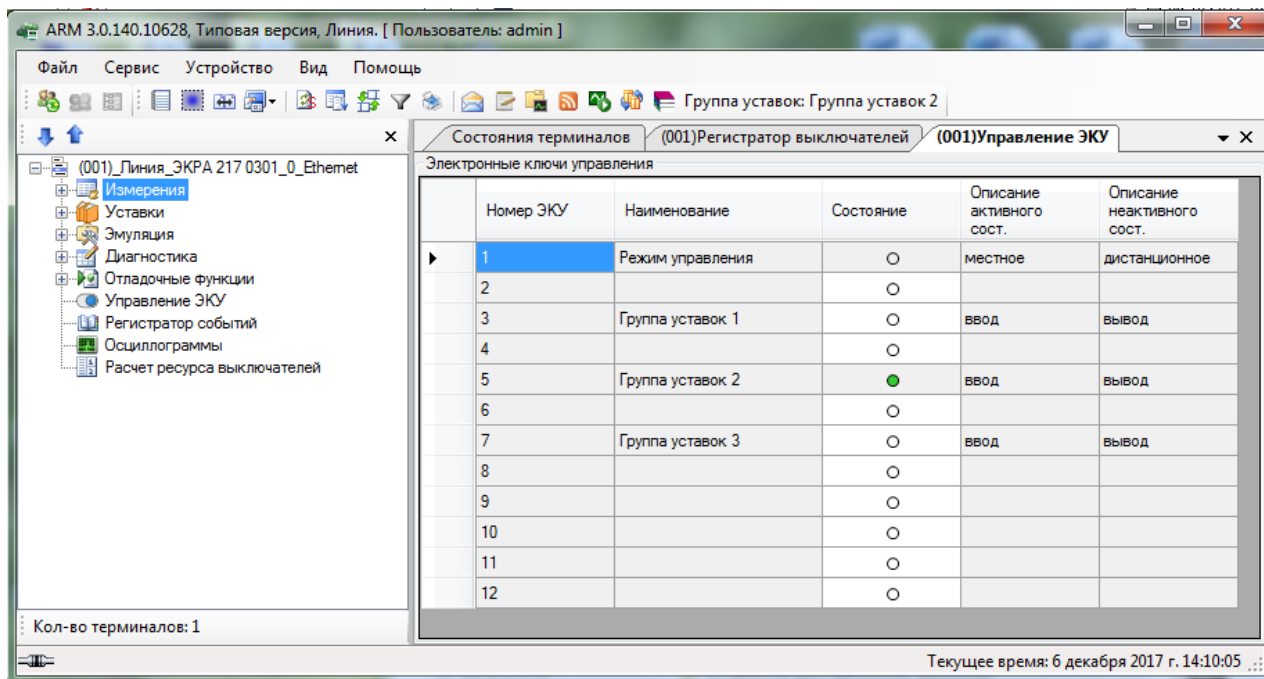 ARM 3.0.140.10628, Типовая версия, Линия. [ Пользователь: admin ]
Файл Сервис Устройство Вид Помощь
Группа уставок: Группа уставок 2
Состояния терминалов (001)Регистратор выключателей (001)Управление ЭКУ
(001)_Линия_ЭКРА 217 0301_0_Ethernet
Измерения
Уставки
Эмуляция
Диагностика
Отладочные функции
Управление ЭКУ
Регистратор событий
Осциллограммы
Расчет ресурса выключателей
Кол-во терминалов: 1
Электронные ключи управления
Номер ЭКУ Наименование Состояние Описание активного сост. Описание неактивного сост.
1 Режим управления местное дистанционное
2
3 Группа уставок 1 ввод вывод
4
5 Группа уставок 2 ввод вывод
6
7 Группа уставок 3 ввод вывод
8
9
10
11
12
Текущее время: 6 декабря 2017 г. 14:10:05